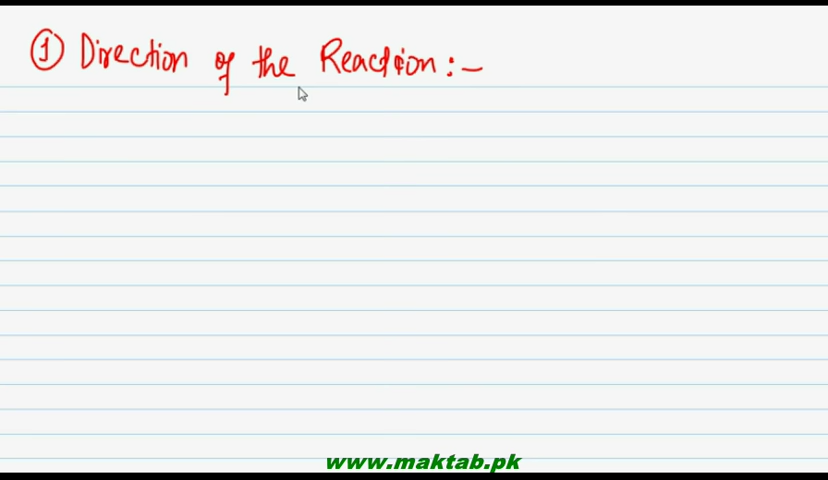 ① Direction of the Reaction :-
www.maktab.pk